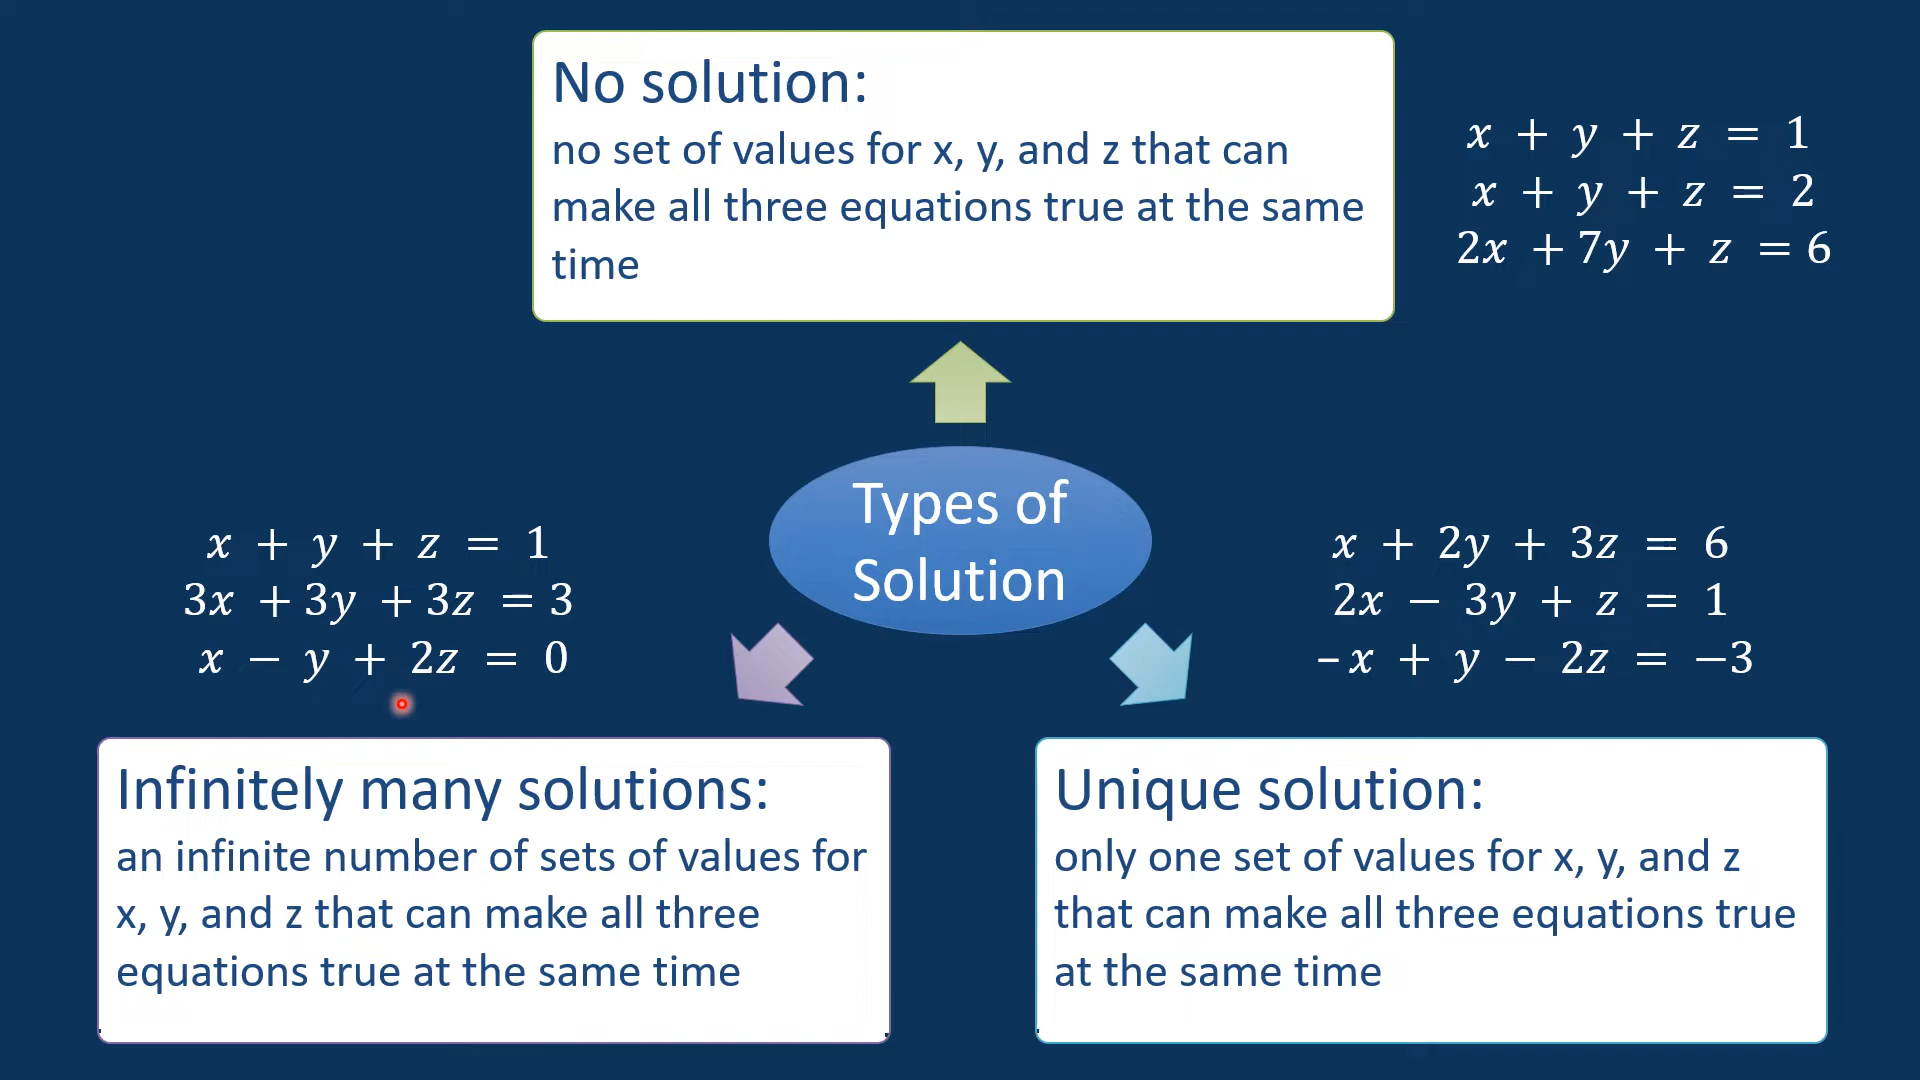 No solution:
no set of values for x, y, and z that can
make all three equations true at the same
time
x + y + z = 1
x + y + z = 2
2x + 7y + z = 6
Types of
Solution
x + y + z = 1
3x + 3y + 3z = 3
x − y + 2z = 0
x + 2y + 3z = 6
2x − 3y + z = 1
–x + y − 2z = −3
Infinitely many solutions:
an infinite number of sets of values for
x, y, and z that can make all three
equations true at the same time
Unique solution:
only one set of values for x, y, and z
that can make all three equations true
at the same time